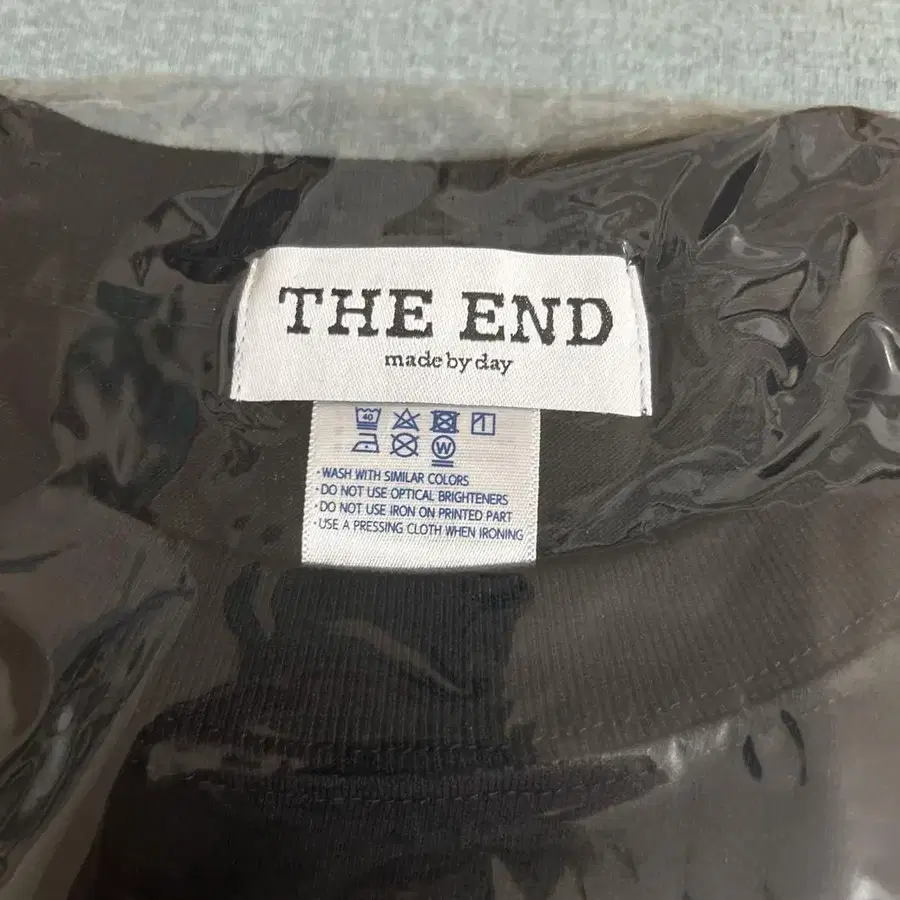 THE END
made by day
40
W
·WASH WITH SIMILAR COLORS
·DO NOT USE OPTICAL BRIGHTENERS
·DO NOT USE IRON ON PRINTED PART
·USE A PRESSING CLOTH WHEN IRONING